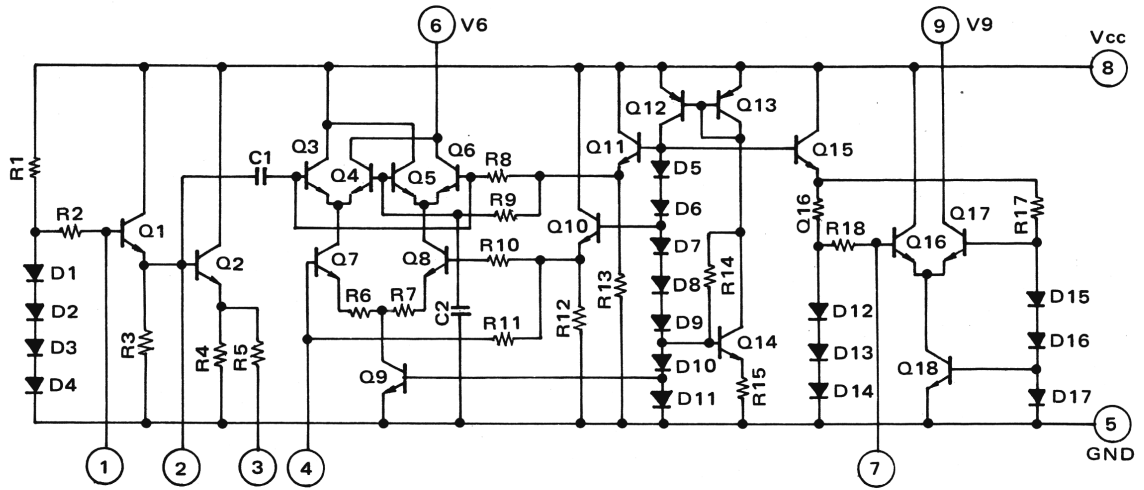 6 V6
9 V9
Vcc
8
R1
R2
Q1
D1
D2
D3
D4
R3
Q2
R4
R5
C1
Q3
Q4
Q5
Q6
R8
R9
Q7
Q8
R10
R6
R7
C2
R11
Q9
Q10
R12
Q11
R13
Q12
Q13
D5
D6
D7
D8
D9
D10
D11
R14
Q14
R15
Q15
Q16
R18
Q16
Q17
R17
D12
D13
D14
Q18
D15
D16
D17
5
GND
1
2
3
4
7